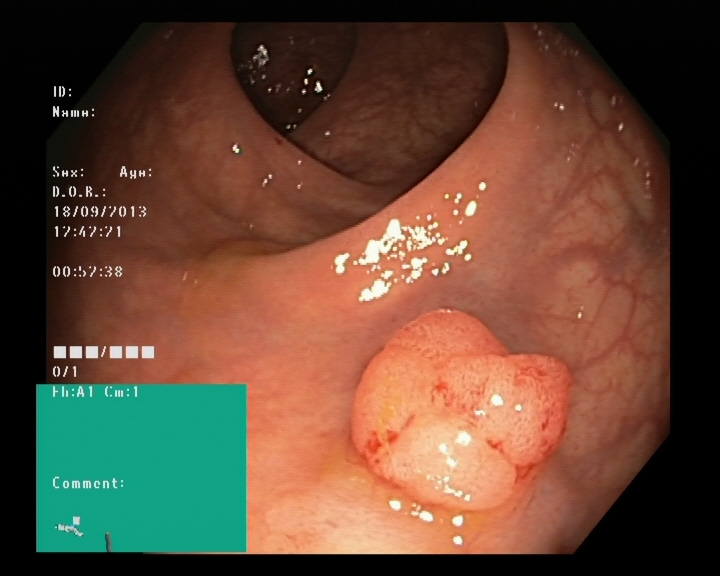 ID:
Name:
Sex: Age:
D.O.R.:
18/09/2013
12:42:21
00:52:38
■■■/■■■
0/1
Eh:A1 Cm:1
Comment: